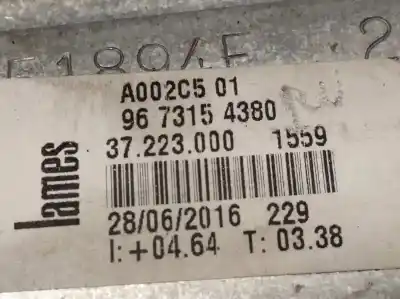 A002C5 01
96 7315 4380
37.223.000 1559
lames
28/06/2016 229
I:+04.64 T: 03.38